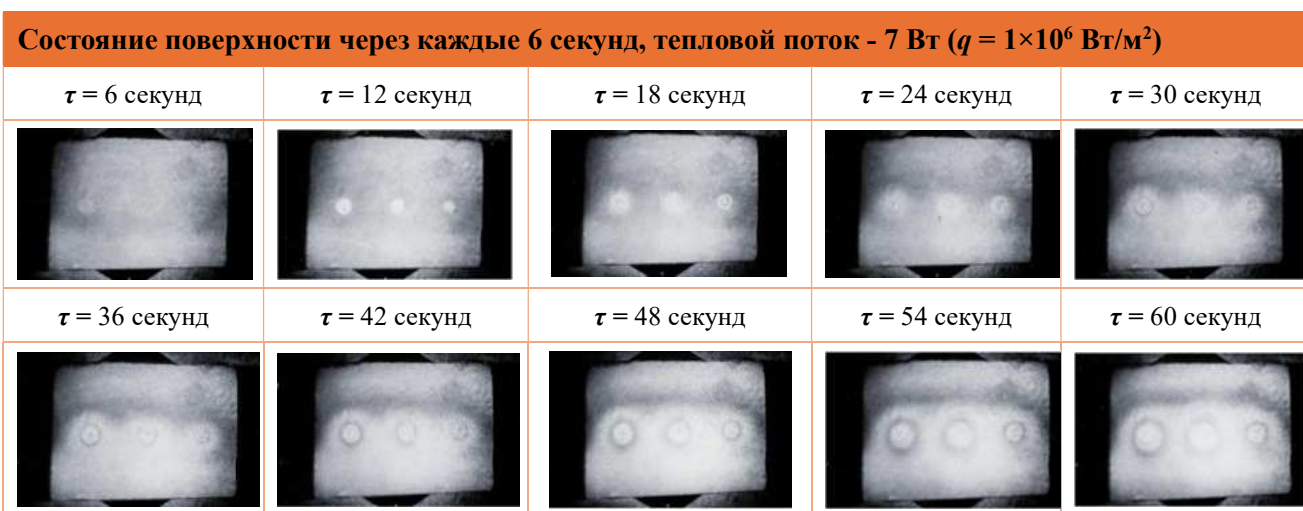 Состояние поверхности через каждые 6 секунд, тепловой поток - 7 Вт (q = 1×10⁶ Вт/м²)
τ = 6 секунд
τ = 12 секунд
τ = 18 секунд
τ = 24 секунд
τ = 30 секунд
τ = 36 секунд
τ = 42 секунд
τ = 48 секунд
τ = 54 секунд
τ = 60 секунд